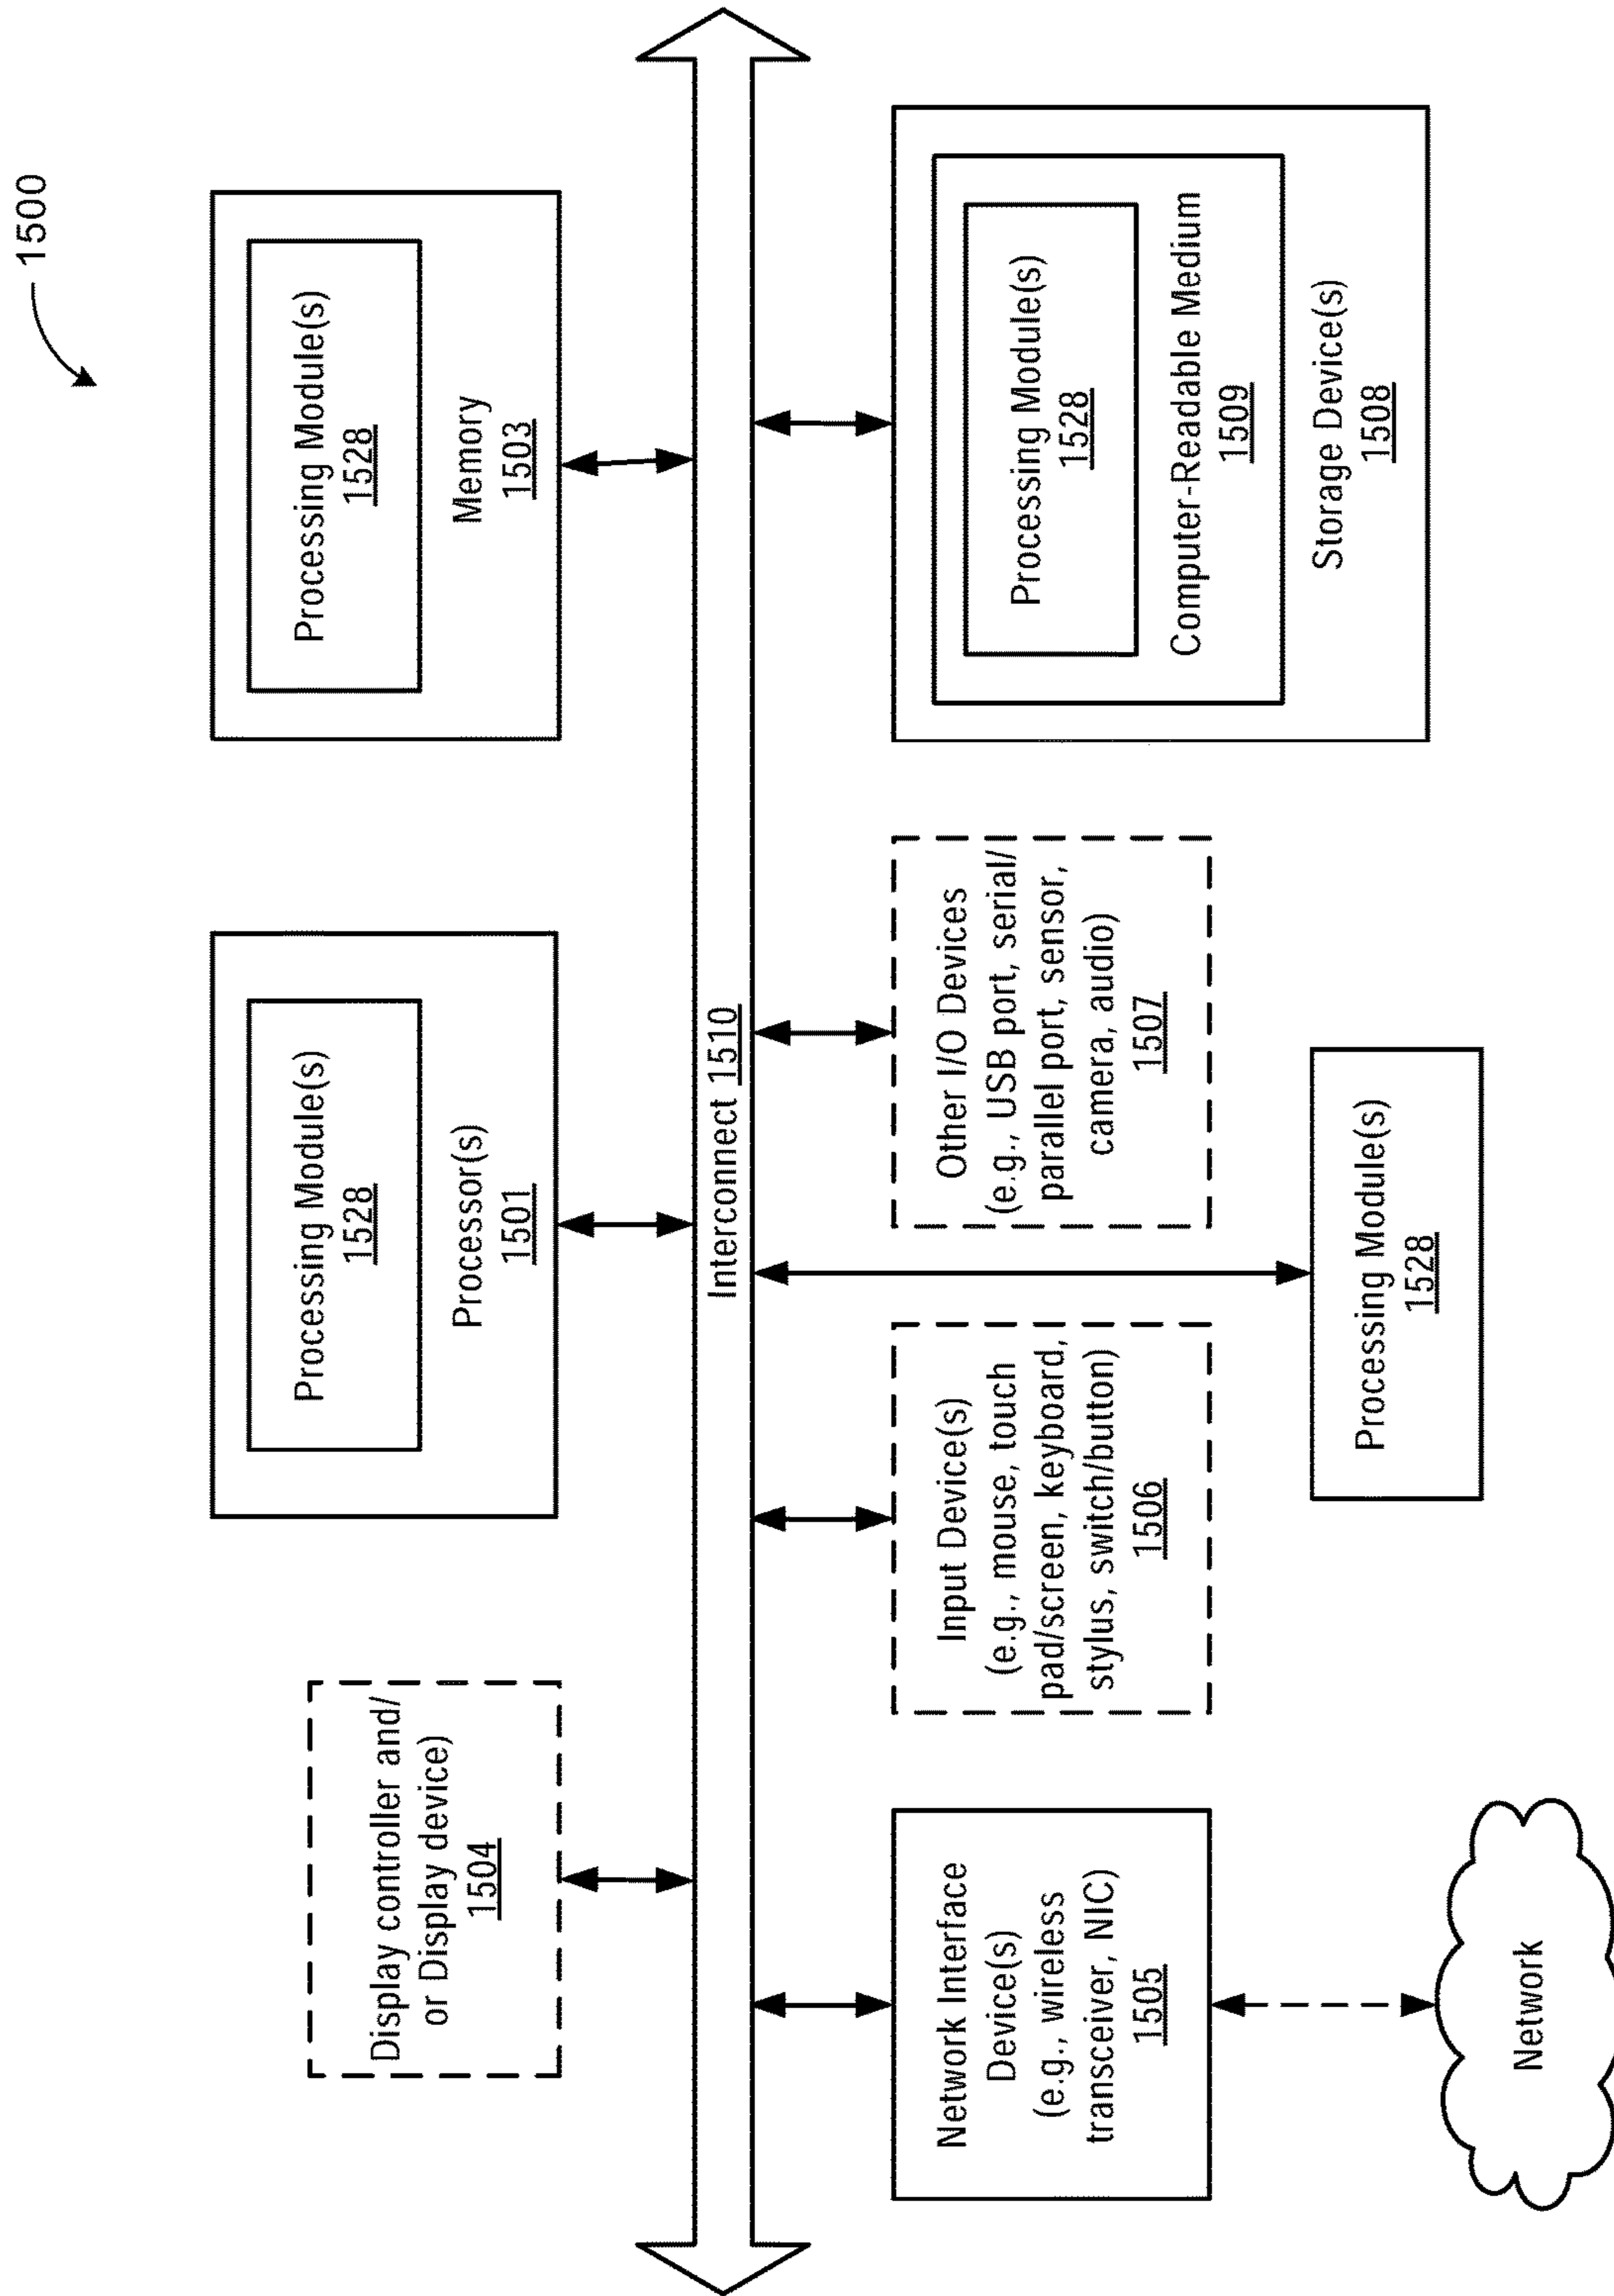 1500
Processing Module(s)
1528
Processor(s)
1501
Processing Module(s)
1528
Memory
1503
Display controller and/
or Display device)
1504
Interconnect 1510
Network Interface
Device(s)
(e.g., wireless
transceiver, NIC)
1505
Input Device(s)
(e.g., mouse, touch
pad/screen, keyboard,
stylus, switch/button)
1506
Other I/O Devices
(e.g., USB port, serial/
parallel port, sensor,
camera, audio)
1507
Processing Module(s)
1528
Computer-Readable Medium
1509
Storage Device(s)
1508
Processing Module(s)
1528
Network